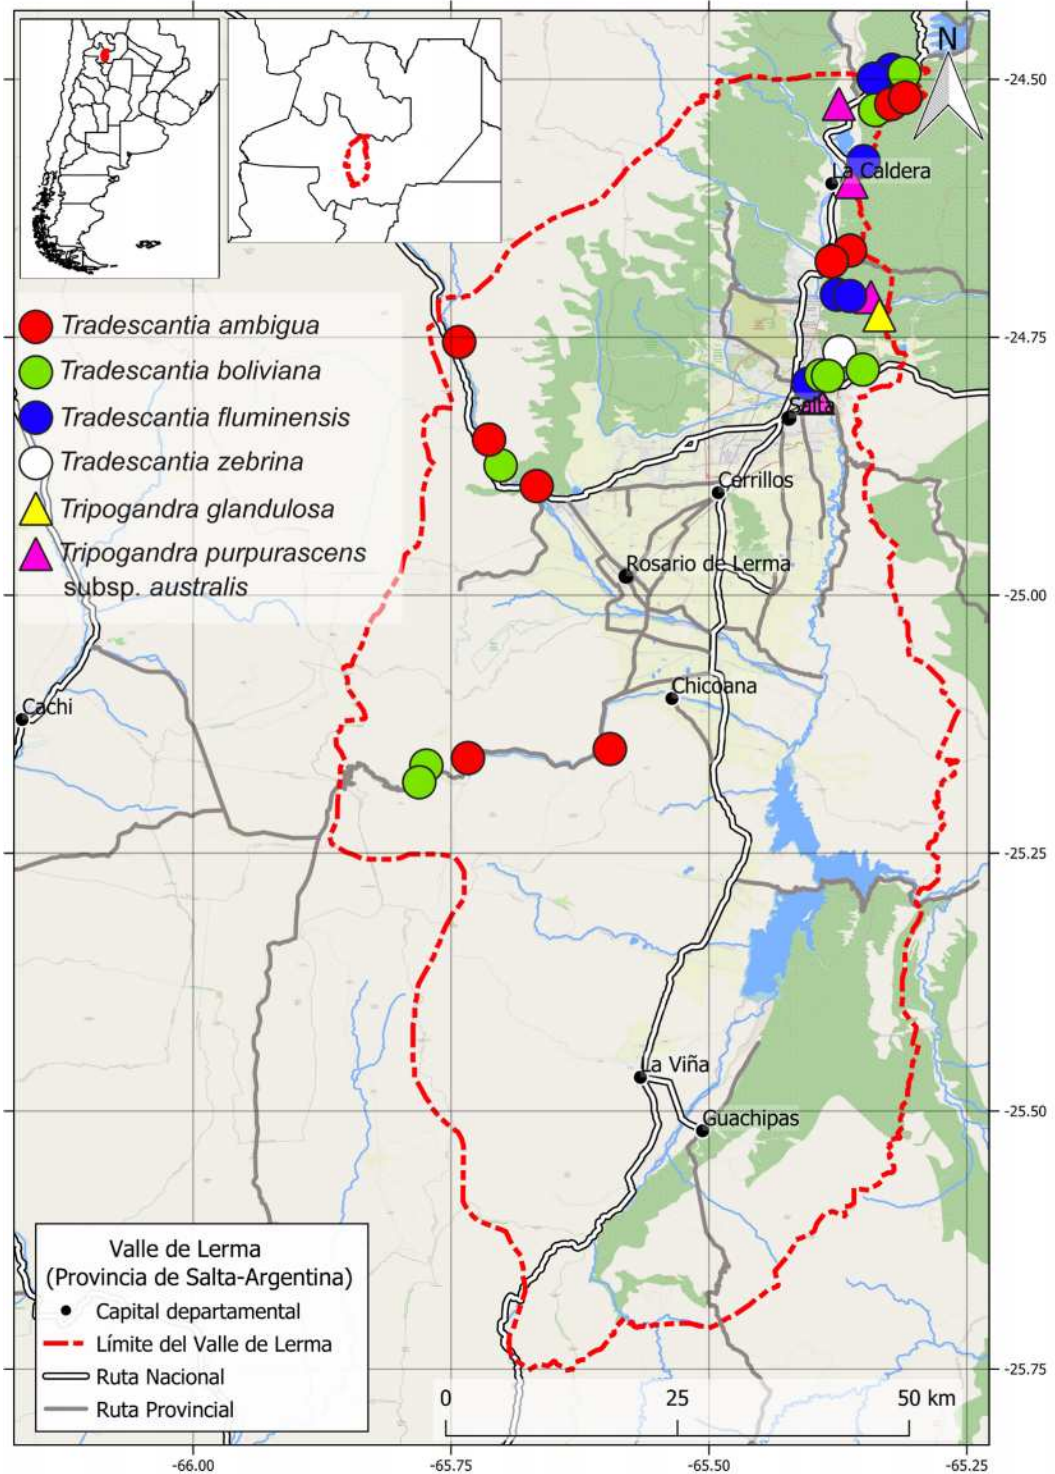 N
-24.50
La Caldera
Tradescantia ambigua
-24.75
Tradescantia boliviana
Tradescantia fluminensis
Salta
Tradescantia zebrina
Cerrillos
Tripogandra glandulosa
Tripogandra purpurascens
subsp. australis
Rosario de Lerma
-25.00
Chicoana
Cachi
-25.25
La Viña
-25.50
Guachipas
Valle de Lerma
(Provincia de Salta-Argentina)
Capital departamental
Límite del Valle de Lerma
Ruta Nacional
Ruta Provincial
-25.75
0 25 50 km
-66.00 -65.75 -65.50 -65.25